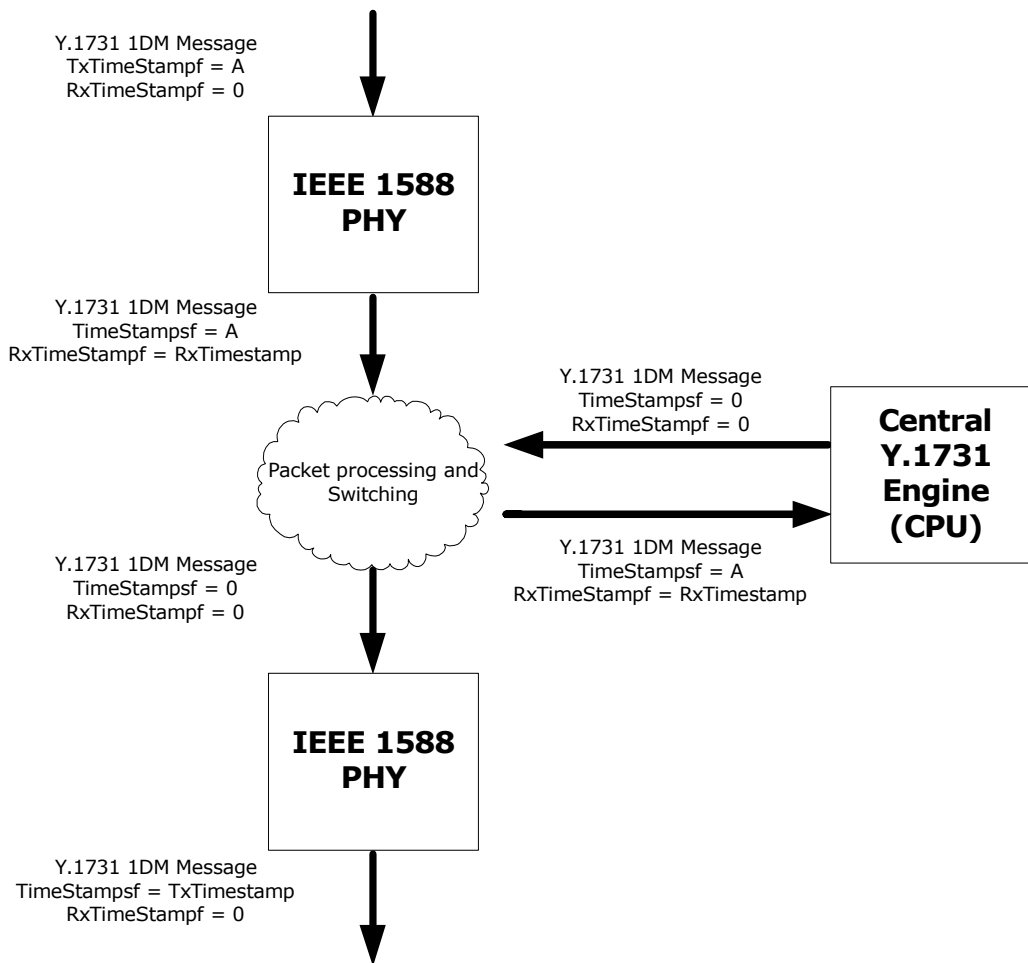 Y.1731 1DM Message
TxTimeStampf = A
RxTimeStampf = 0
IEEE 1588
PHY
Y.1731 1DM Message
TimeStampsf = A
RxTimeStampf = RxTimestamp
Y.1731 1DM Message
TimeStampsf = 0
RxTimeStampf = 0
Central
Y.1731
Engine
(CPU)
Packet processing and
Switching
Y.1731 1DM Message
TimeStampsf = A
RxTimeStampf = RxTimestamp
Y.1731 1DM Message
TimeStampsf = 0
RxTimeStampf = 0
IEEE 1588
PHY
Y.1731 1DM Message
TimeStampsf = TxTimestamp
RxTimeStampf = 0